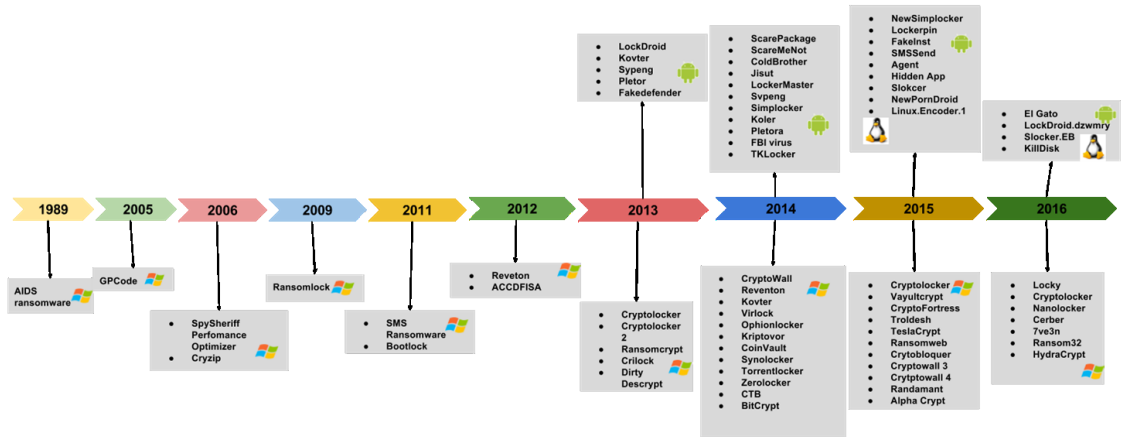 LockDroid
Kovter
Sypeng
Pletor
Fakedefender
ScarePackage
ScareMeNot
ColdBrother
Jisut
LockerMaster
Svpeng
Simplocker
Koler
Pletora
FBI virus
TKLocker
NewSimplocker
Lockerpin
FakeInst
SMSSend
Agent
Hidden App
Slokcer
NewPornDroid
Linux.Encoder.1
El Gato
LockDroid.dzwmry
Slocker.EB
KillDisk
1989
2005
2006
2009
2011
2012
2013
2014
2015
2016
AIDS
ransomware
GPCode
SpySheriff
Perfomance
Optimizer
Cryzip
Ransomlock
SMS
Ransomware
Bootlock
Reveton
ACCDFISA
Cryptolocker
Cryptolocker
2
Ransomcrypt
Crilock
Dirty
Descrypt
CryptoWall
Reventon
Kovter
Virlock
Ophionlocker
Kriptovor
CoinVault
Synolocker
Torrentlocker
Zerolocker
CTB
BitCrypt
Cryptolocker
Vayultcrypt
CryptoFortress
Troldesh
TeslaCrypt
Ransomweb
Crytobloquer
Cryptowall 3
Crytptowall 4
Randamant
Alpha Crypt
Locky
Cryptolocker
Nanolocker
Cerber
7ve3n
Ransom32
HydraCrypt